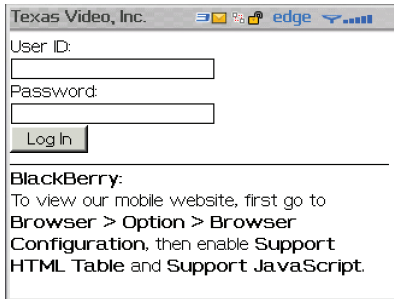 Texas Video, Inc. edge
User ID:
Password:
Log In
BlackBerry:
To view our mobile website, first go to
Browser > Option > Browser
Configuration, then enable Support
HTML Table and Support JavaScript.